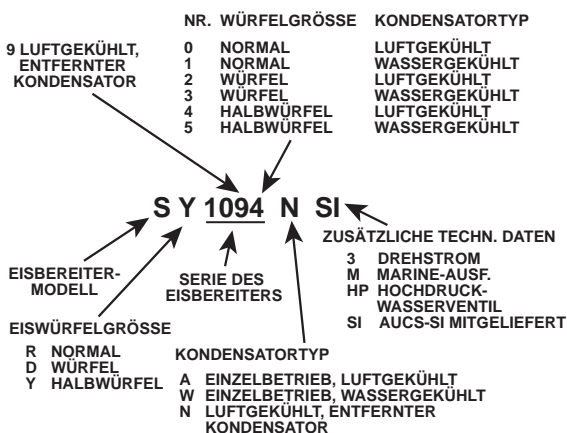 NR. WÜRFELGRÖSSE KONDENSATORTYP
0 NORMAL LUFTGEKÜHLT
1 NORMAL WASSERGEKÜHLT
2 WÜRFEL LUFTGEKÜHLT
3 WÜRFEL WASSERGEKÜHLT
4 HALBWÜRFEL LUFTGEKÜHLT
5 HALBWÜRFEL WASSERGEKÜHLT
9 LUFTGEKÜHLT,
ENTFERNTER
KONDENSATOR
S Y 1094 N SI
EISBEREITER-
MODELL
SERIE DES
EISBEREITERS
ZUSÄTZLICHE TECHN. DATEN
3 DREHSTROM
M MARINE-AUSF.
HP HOCHDRUCK-
WASSERVENTIL
SI AUCS-SI MITGELIEFERT
EISWÜRFELGRÖSSE
R NORMAL
D WÜRFEL
Y HALBWÜRFEL
KONDENSATORTYP
A EINZELBETRIEB, LUFTGEKÜHLT
W EINZELBETRIEB, WASSERGEKÜHLT
N LUFTGEKÜHLT, ENTFERNTER
KONDENSATOR